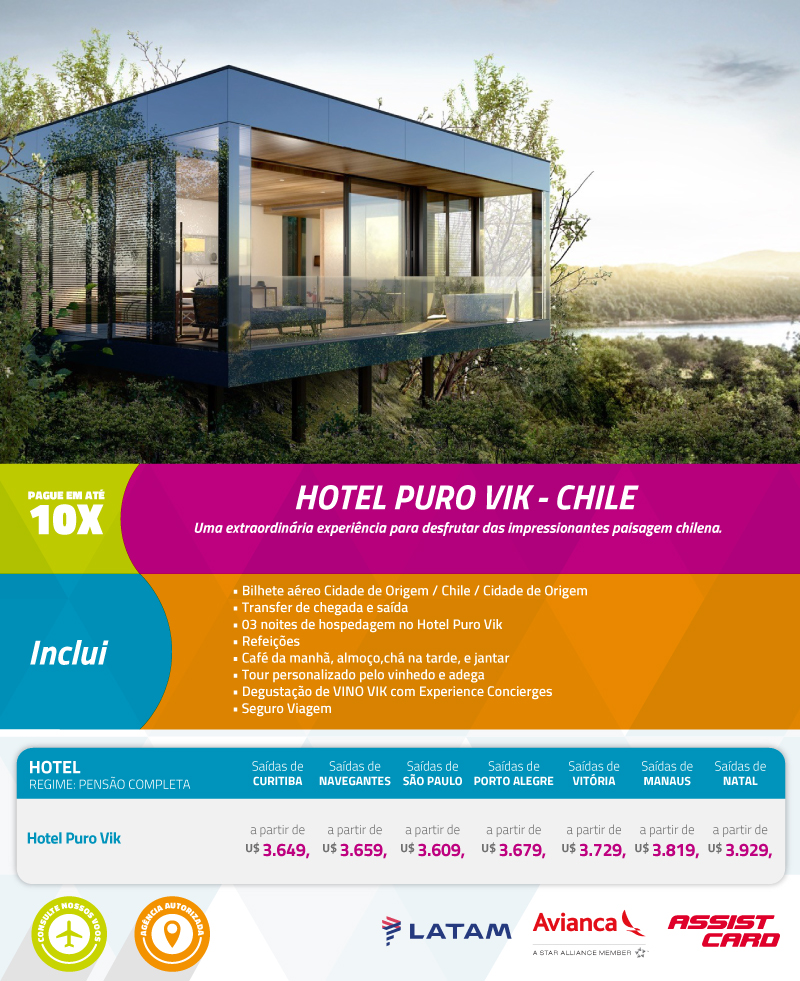 PAGUE EM ATÉ
10X
HOTEL PURO VIK - CHILE
Uma extraordinária experiência para desfrutar das impressionantes paisagem chilena.
Inclui
• Bilhete aéreo Cidade de Origem / Chile / Cidade de Origem
• Transfer de chegada e saída
• 03 noites de hospedagem no Hotel Puro Vik
• Refeições
• Café da manhã, almoço,chá na tarde, e jantar
• Tour personalizado pelo vinhedo e adega
• Degustação de VINO VIK com Experience Concierges
• Seguro Viagem
HOTEL
REGIME: PENSÃO COMPLETA
Saídas de CURITIBA
Saídas de NAVEGANTES
Saídas de SÃO PAULO
Saídas de PORTO ALEGRE
Saídas de VITÓRIA
Saídas de MANAUS
Saídas de NATAL
Hotel Puro Vik
a partir de U$ 3.649,
a partir de U$ 3.659,
a partir de U$ 3.609,
a partir de U$ 3.679,
a partir de U$ 3.729,
a partir de U$ 3.819,
a partir de U$ 3.929,
CONSULTE NOSSOS VOOS
AGÊNCIA AUTORIZADA
LATAM
Avianca
A STAR ALLIANCE MEMBER
ASSIST CARD